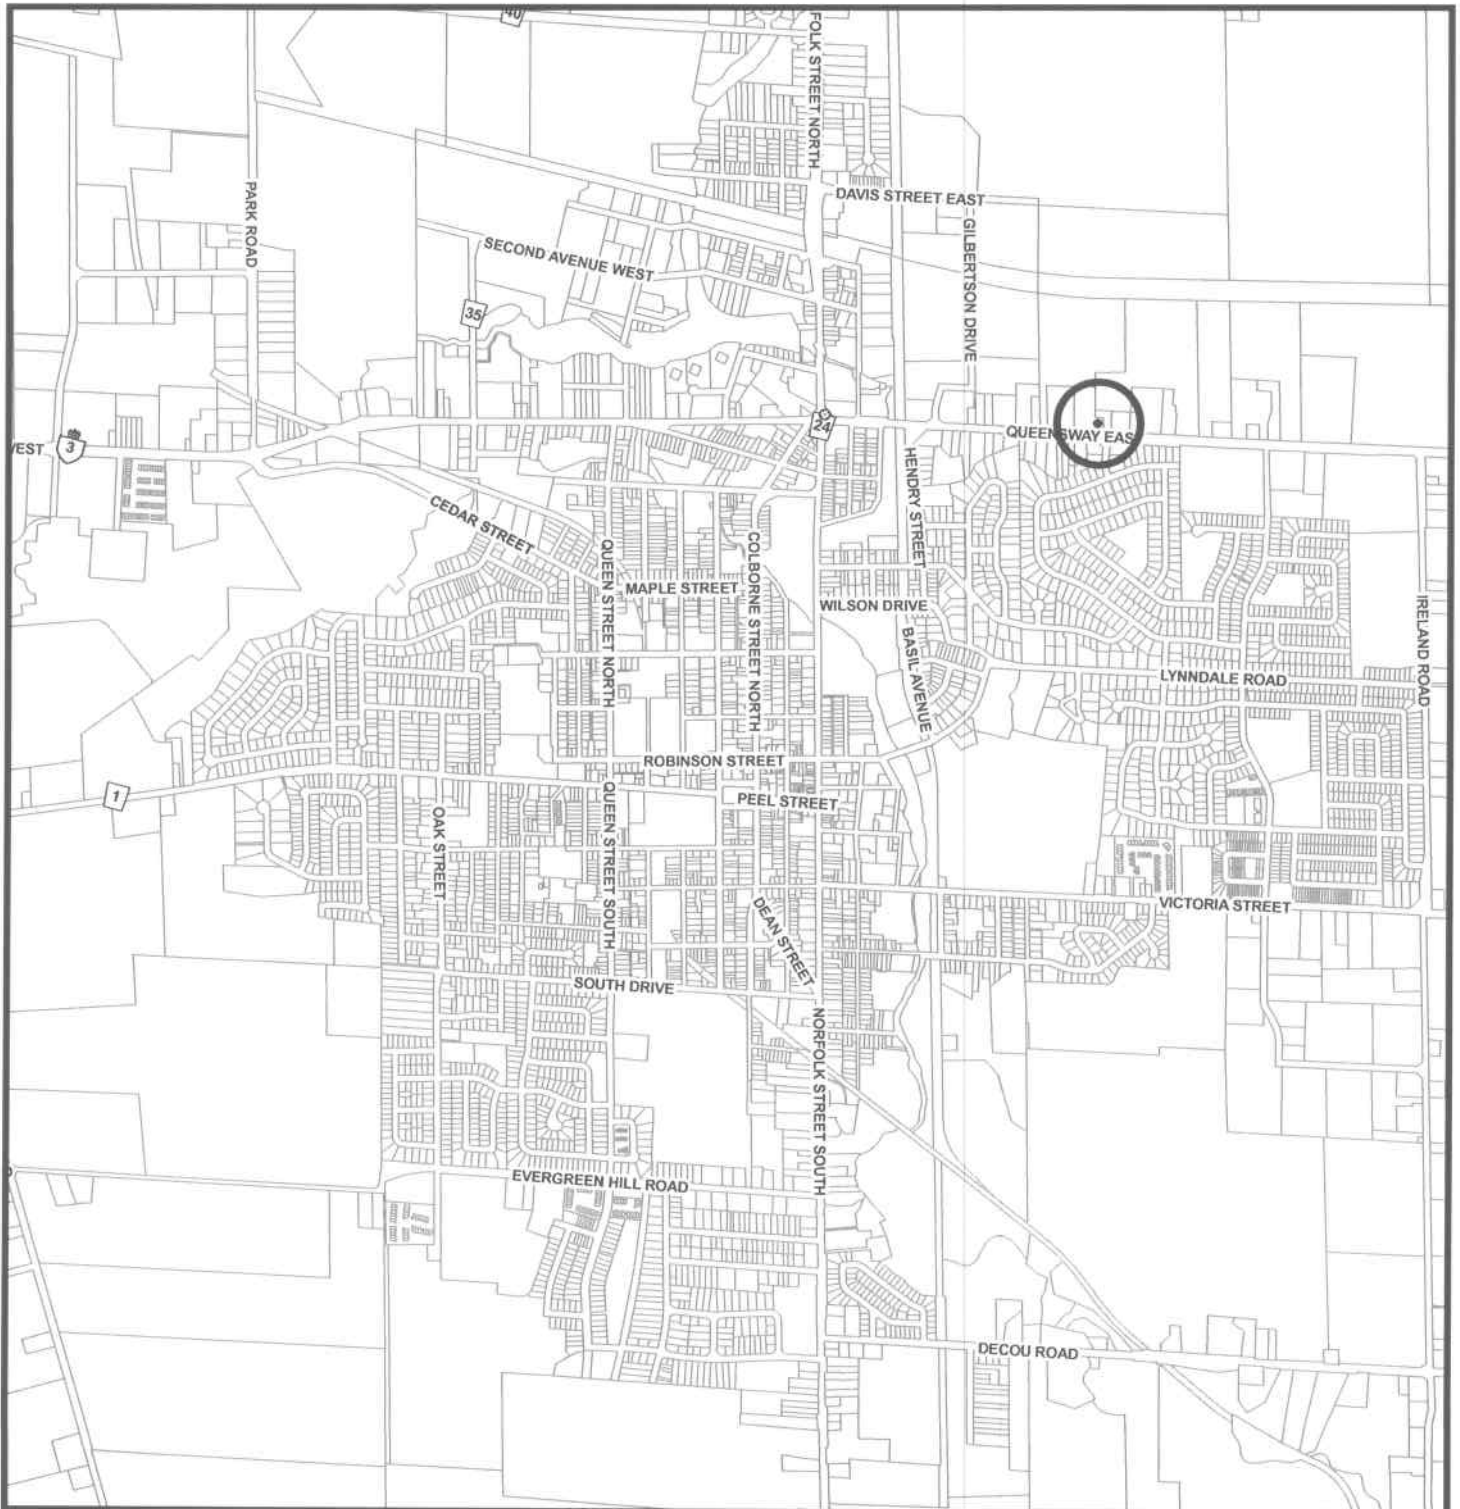 40
FOLK STREET NORTH
DAVIS STREET EAST
PARK ROAD
GILBERTSON DRIVE
SECOND AVENUE WEST
35
24
QUEENSWAY EAS
3
VEST
HENDRY STREET
CEDAR STREET
QUEEN STREET NORTH
COLBORNE STREET NORTH
MAPLE STREET
WILSON DRIVE
IRELAND ROAD
BASIL AVENUE
LYNNDALE ROAD
ROBINSON STREET
1
PEEL STREET
OAK STREET
QUEEN STREET SOUTH
DEAN STREET
VICTORIA STREET
SOUTH DRIVE
NORFOLK STREET SOUTH
EVERGREEN HILL ROAD
DECOU ROAD